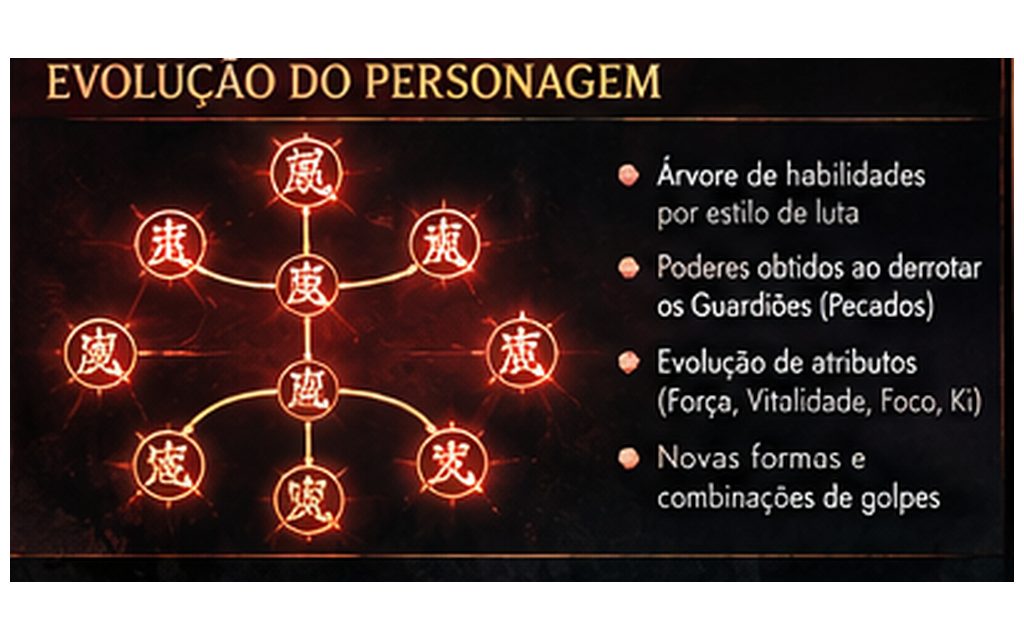 EVOLUÇÃO DO PERSONAGEM
Árvore de habilidades
por estilo de luta
Poderes obtidos ao derrotar
os Guardiões (Pecados)
Evolução de atributos
(Força, Vitalidade, Foco, Ki)
Novas formas e
combinações de golpes